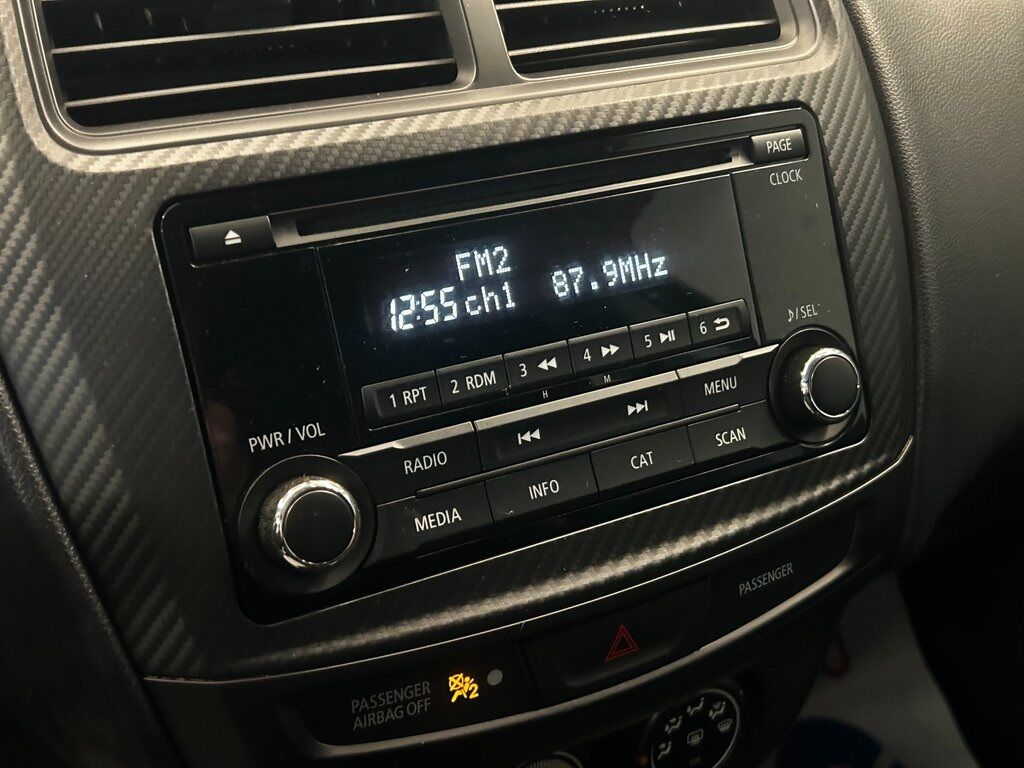 PAGE
CLOCK
FM2
12:55 ch1 87.9MHz
♪/SEL
1 RPT
2 RDM
3
4
5
6
H
M
PWR / VOL
RADIO
MENU
MEDIA
INFO
CAT
SCAN
PASSENGER
PASSENGER
AIRBAG OFF
2